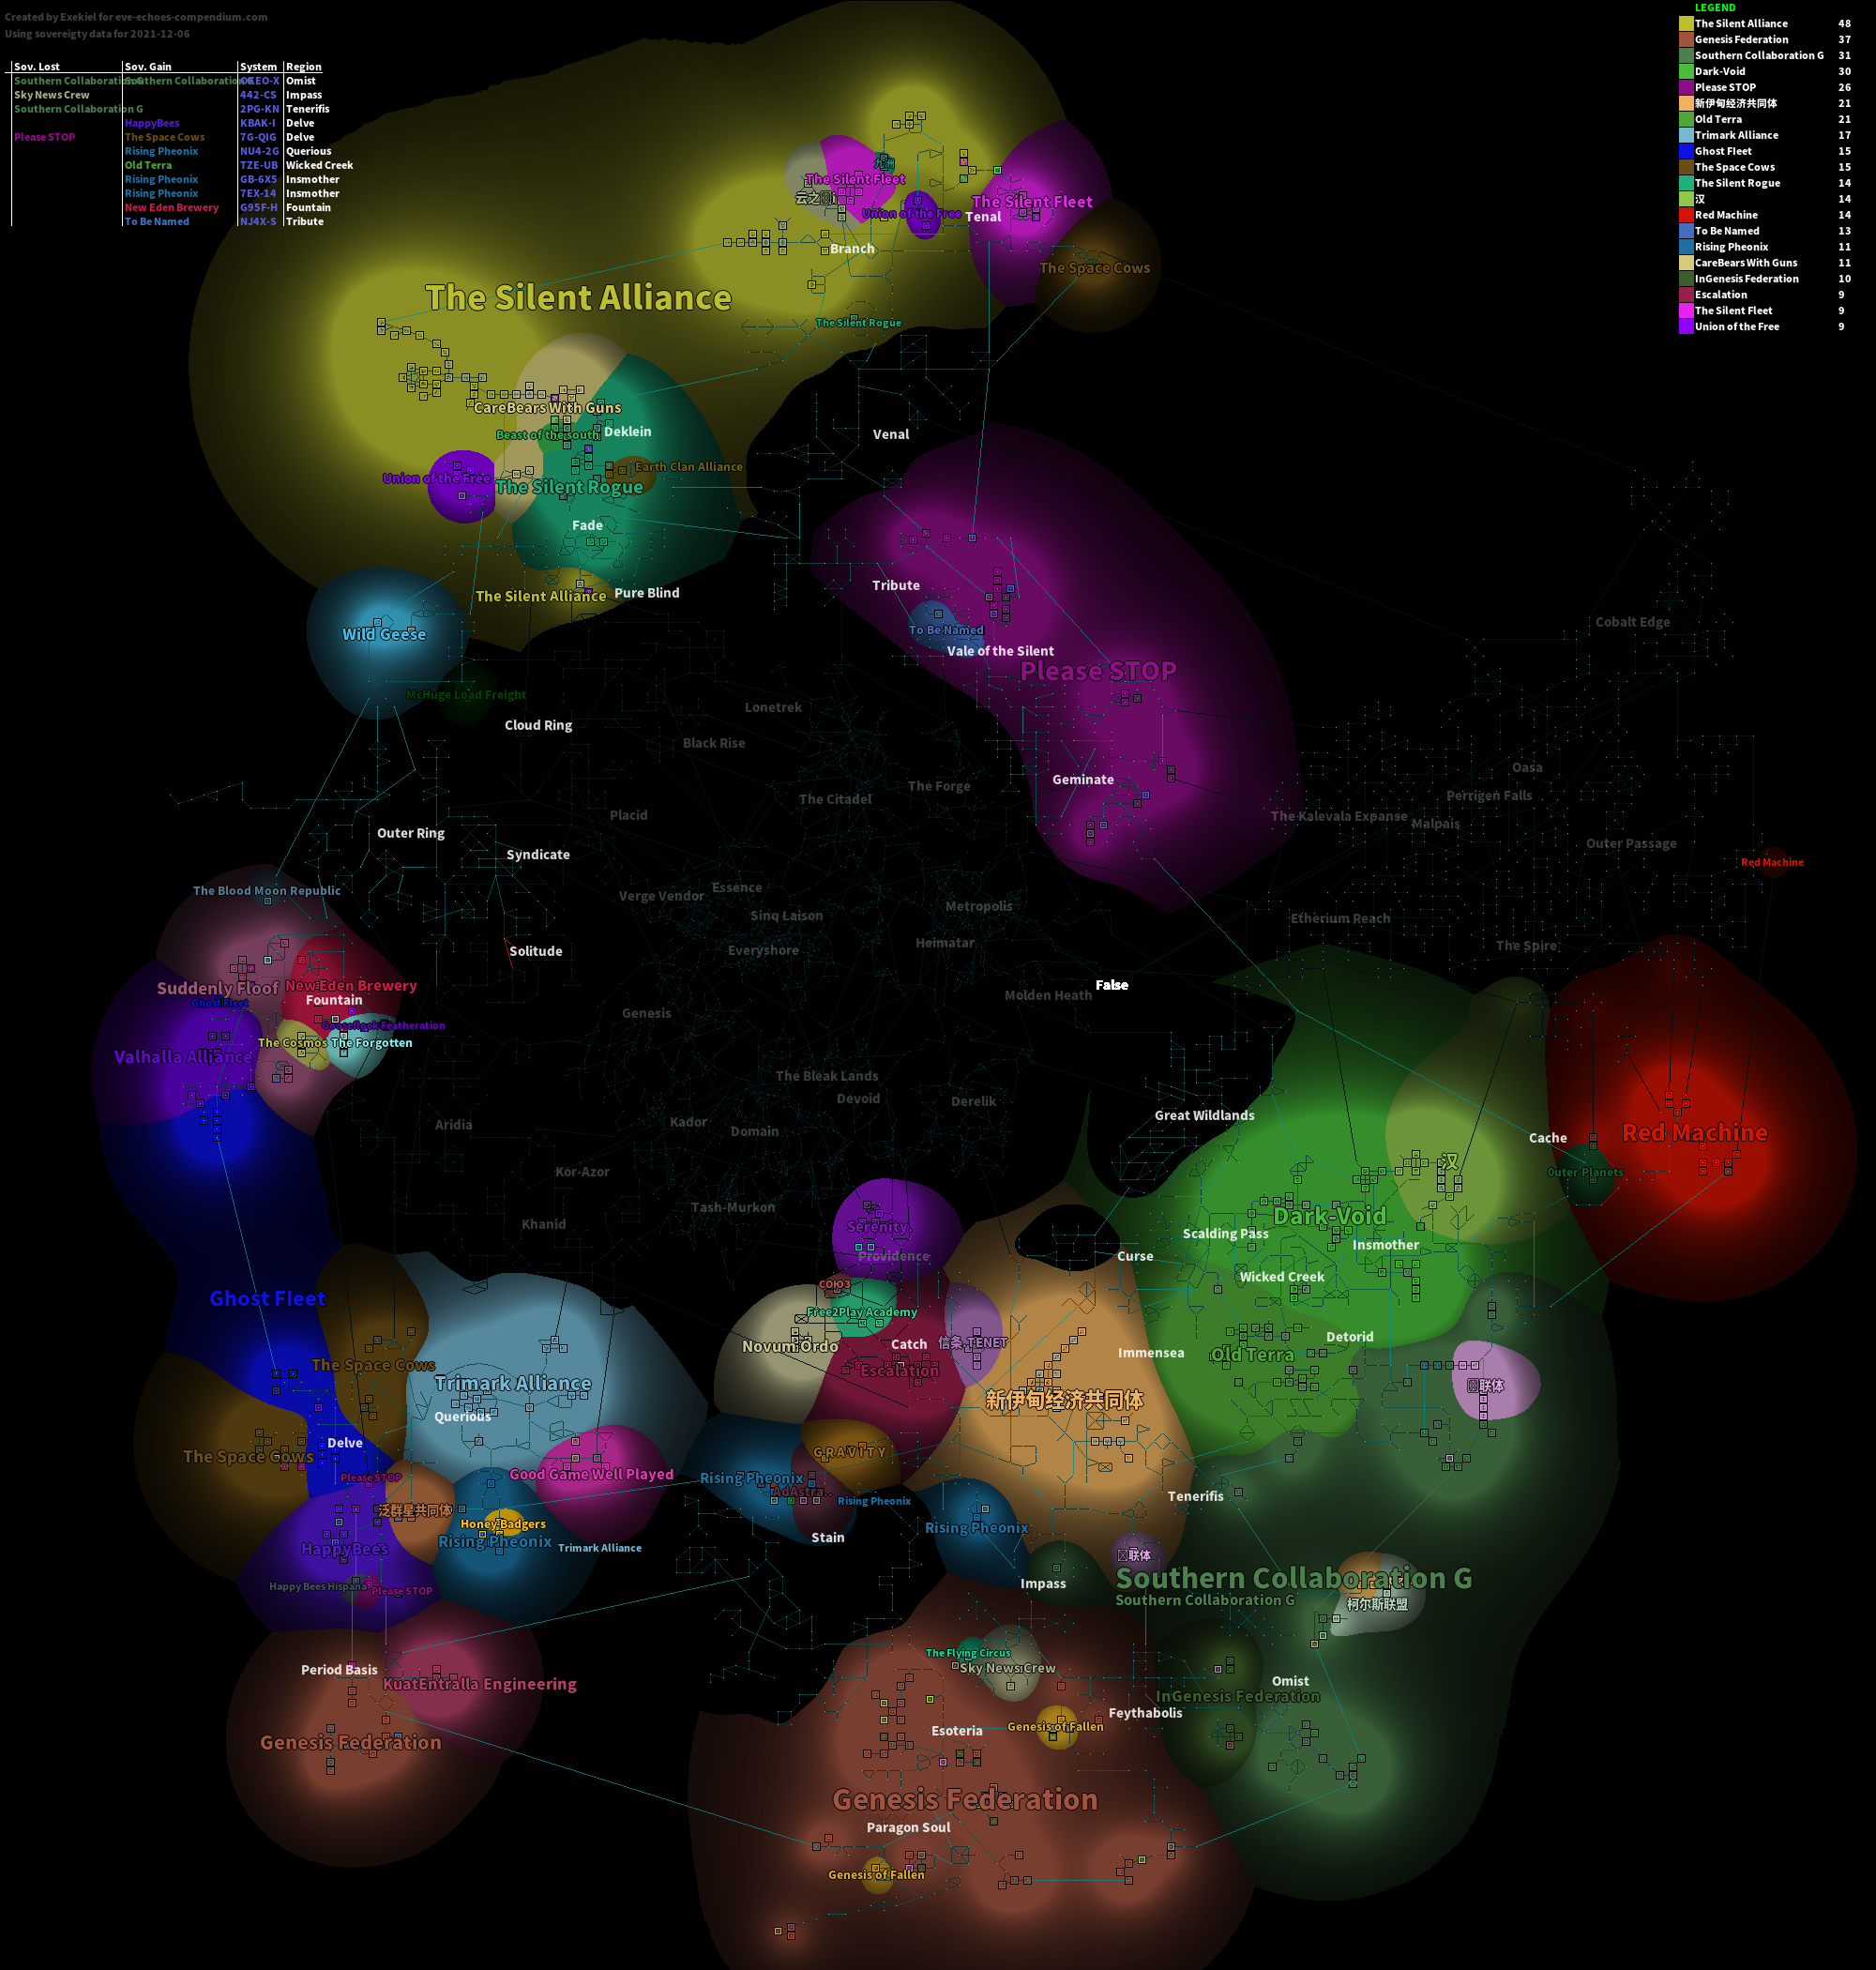 Created by Exekiel for eve-echoes-compendium.com
Using sovereigty data for 2021-12-06
Sov. Lost Sov. Gain System Region
Southern Collaboration G Southern Collaboration G OKEO-X Omist
Sky News Crew 442-CS Impass
Southern Collaboration G 2PG-KN Tenerifis
HappyBees KBAK-I Delve
Please STOP The Space Cows 7G-QIG Delve
Rising Pheonix NU4-2G Querious
Old Terra TZE-UB Wicked Creek
Rising Pheonix GB-6X5 Insmother
Rising Pheonix 7EX-14 Insmother
New Eden Brewery G95F-H Fountain
To Be Named NJ4X-S Tribute
LEGEND
The Silent Alliance 48
Genesis Federation 37
Southern Collaboration G 31
Dark-Void 30
Please STOP 26
新伊甸经济共同体 21
Old Terra 21
Trimark Alliance 17
Ghost Fleet 15
The Space Cows 15
The Silent Rogue 14
汉 14
Red Machine 14
To Be Named 13
Rising Pheonix 11
CareBears With Guns 11
InGenesis Federation 10
Escalation 9
The Silent Fleet 9
Union of the Free 9
The Silent Fleet
The Silent Fleet
Union of the Free
Tenal
Branch
The Space Cows
The Silent Alliance
The Silent Rogue
CareBears With Guns
Beast of the south
Deklein
Venal
Earth Clan Alliance
Union of the Free
The Silent Rogue
Fade
Tribute
The Silent Alliance
Pure Blind
Wild Geese
To Be Named
Cobalt Edge
Vale of the Silent
Please STOP
McHuge Load Freight
Lonetrek
Cloud Ring
Black Rise
Oasa
Geminate
The Forge
Perrigen Falls
The Citadel
Placid
The Kalevala Expanse
Malpais
Outer Ring
Outer Passage
Syndicate
Red Machine
The Blood Moon Republic
Essence
Verge Vendor
Metropolis
Sinq Laison
Etherium Reach
Heimatar
The Spire
Everyshore
Solitude
Suddenly Floof
New Eden Brewery
False
Molden Heath
Fountain
Ghost Fleet
Genesis
The Cosmos
The Forgotten
Valhalla Alliance
The Bleak Lands
Devoid
Derelik
Great Wildlands
Aridia
Kador
Domain
Cache
Red Machine
汉
Kor-Azor
Outer Planets
Tash-Murkon
Dark-Void
Khanid
Serenity.
Scalding Pass
Insmother
Providence
Curse
Wicked Creek
Ghost Fleet
Free2Play Academy
Detorid
Novum Ordo
Catch
信条-TENET
Immensea
Old Terra
The Space Cows
Escalation
Trimark Alliance
联体
新伊甸经济共同体
Querious
Delve
The Space Cows
G R A V I T Y
Please STOP
Good Game Well Played
Rising Pheonix
AdAstra..
Tenerifis
Rising Pheonix
泛群星共同体
Honey Badgers
Rising Pheonix
Rising Pheonix
Stain
HappyBees
Trimark Alliance
联体
Impass
Southern Collaboration G
Happy Bees Hispana
Please STOP
Southern Collaboration G
柯尔斯联盟
The Flying Circus
Sky News Crew
Period Basis
KuatEntralla Engineering
Omist
InGenesis Federation
Feythabolis
Genesis of Fallen
Esoteria
Genesis Federation
Genesis Federation
Paragon Soul
Genesis of Fallen